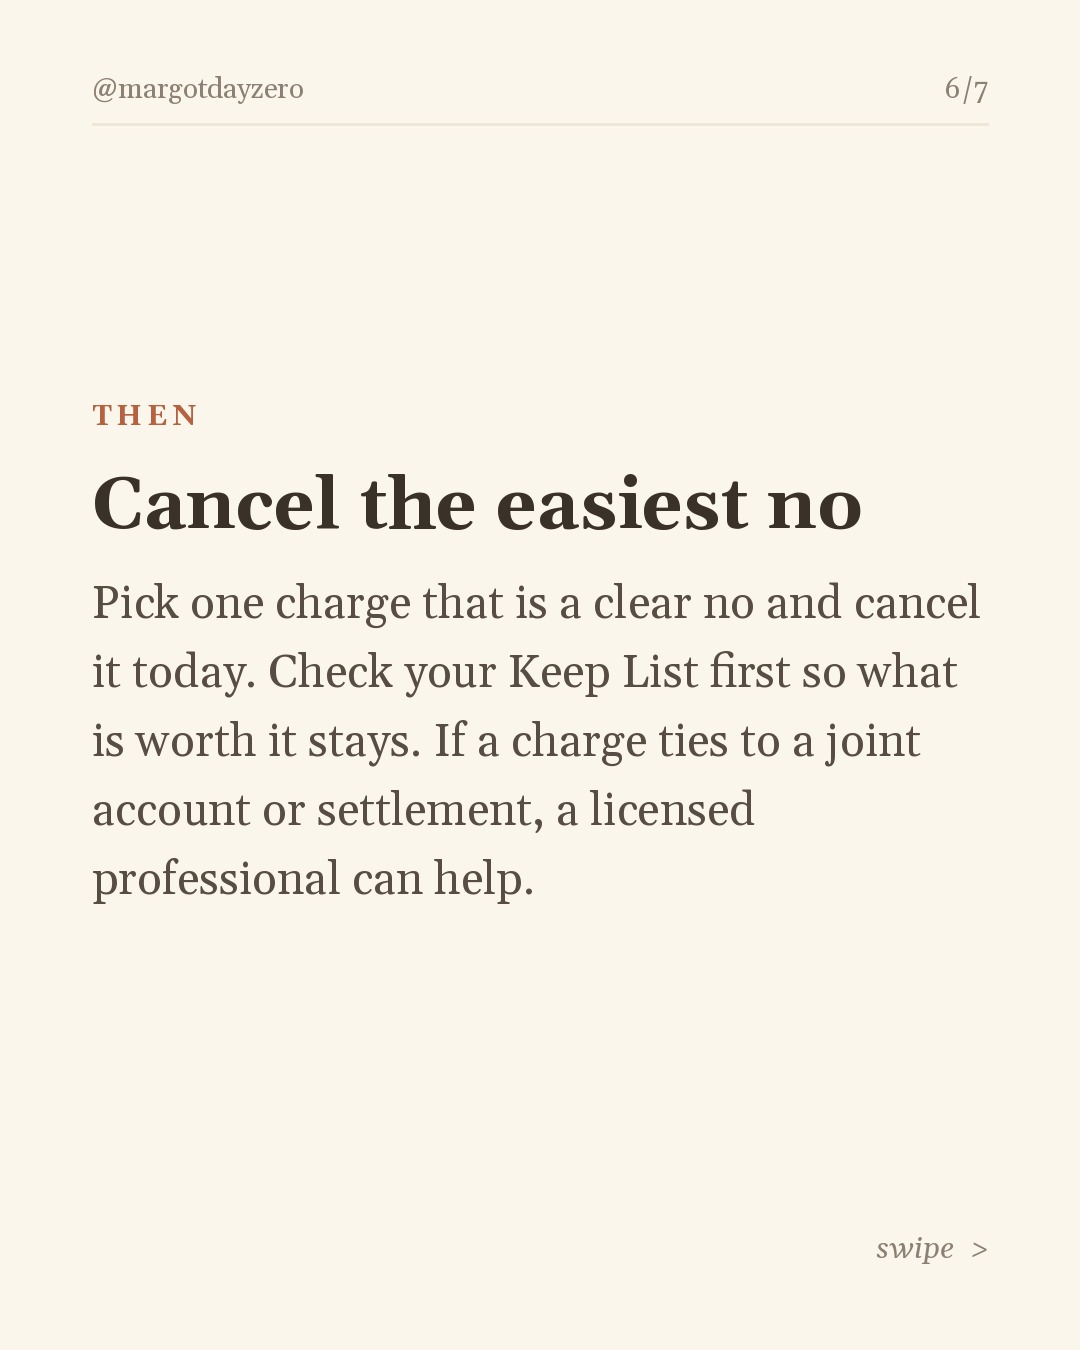 @margotdayzero
6/7
THEN
Cancel the easiest no
Pick one charge that is a clear no and cancel
it today. Check your Keep List first so what
is worth it stays. If a charge ties to a joint
account or settlement, a licensed
professional can help.
swipe >